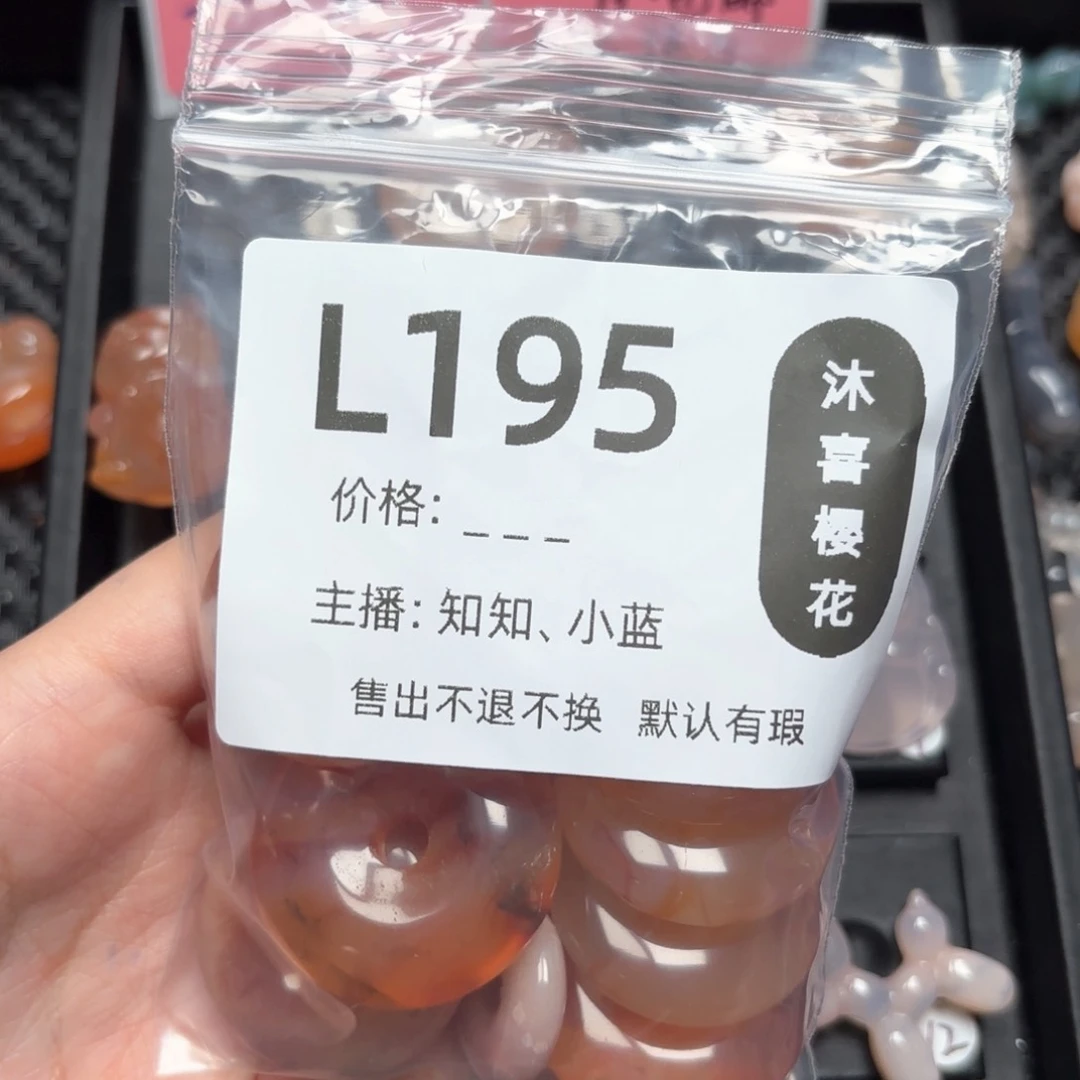 L195
价格: _ _ _
主播: 知知、小蓝
售出不退不换 默认有瑕
沐喜樱花